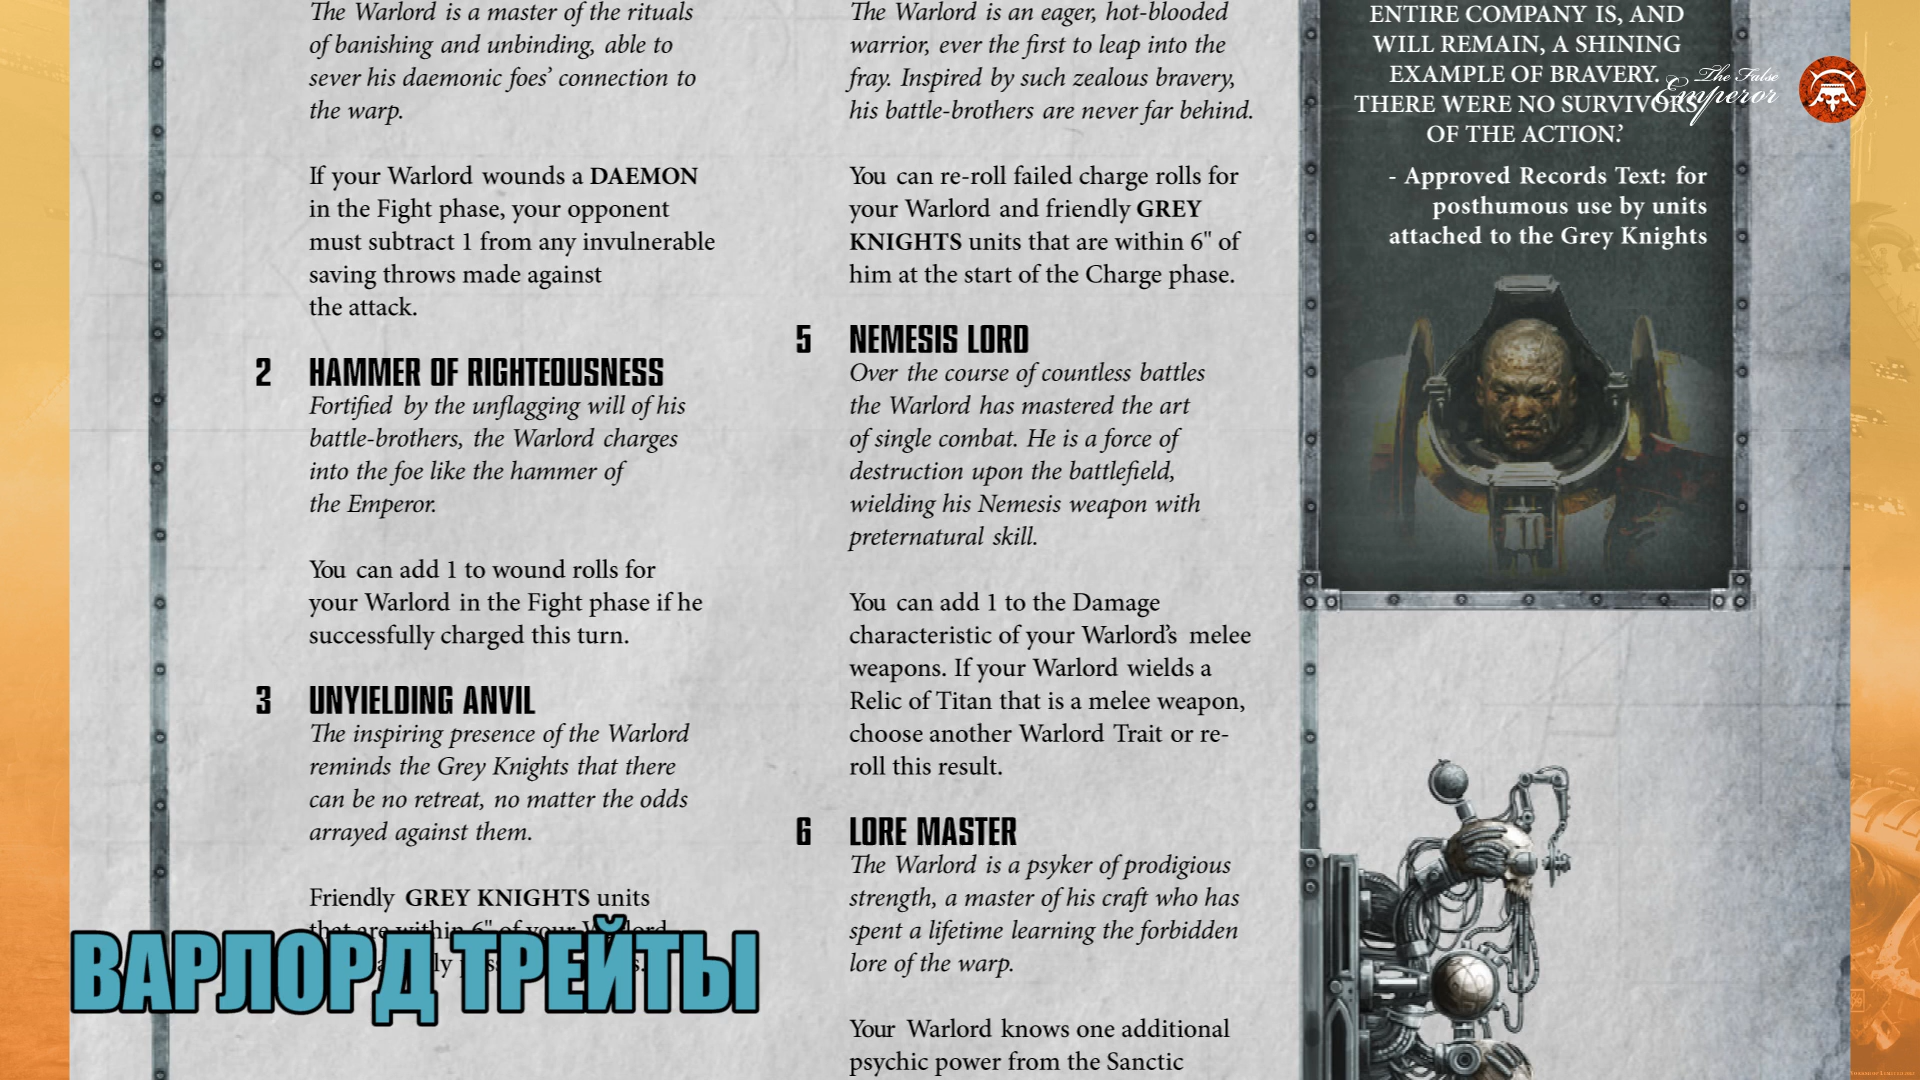 The Warlord is a master of the rituals
of banishing and unbinding, able to
sever his daemonic foes' connection to
the warp.
If your Warlord wounds a DAEMON
in the Fight phase, your opponent
must subtract 1 from any invulnerable
saving throws made against
the attack.
2 HAMMER OF RIGHTEOUSNESS
Fortified by the unflagging will of his
battle-brothers, the Warlord charges
into the foe like the hammer of
the Emperor.
You can add 1 to wound rolls for
your Warlord in the Fight phase if he
successfully charged this turn.
3 UNYIELDING ANVIL
The inspiring presence of the Warlord
reminds the Grey Knights that there
can be no retreat, no matter the odds
arrayed against them.
Friendly GREY KNIGHTS units
that are within 6" of your Warlord
ВАРЛОРД ТРЕЙТЫ
The Warlord is an eager, hot-blooded
warrior, ever the first to leap into the
fray. Inspired by such zealous bravery,
his battle-brothers are never far behind.
You can re-roll failed charge rolls for
your Warlord and friendly GREY
KNIGHTS units that are within 6" of
him at the start of the Charge phase.
5 NEMESIS LORD
Over the course of countless battles
the Warlord has mastered the art
of single combat. He is a force of
destruction upon the battlefield,
wielding his Nemesis weapon with
preternatural skill.
You can add 1 to the Damage
characteristic of your Warlord's melee
weapons. If your Warlord wields a
Relic of Titan that is a melee weapon,
choose another Warlord Trait or re-
roll this result.
6 LORE MASTER
The Warlord is a psyker of prodigious
strength, a master of his craft who has
spent a lifetime learning the forbidden
lore of the warp.
Your Warlord knows one additional
psychic power from the Sanctic
ENTIRE COMPANY IS, AND
WILL REMAIN, A SHINING
EXAMPLE OF BRAVERY.
THERE WERE NO SURVIVORS
OF THE ACTION.'
- Approved Records Text: for
posthumous use by units
attached to the Grey Knights
The False
Emperor